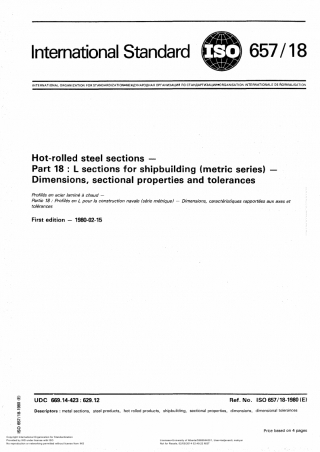 International Standard ISO 657/18
INTERNATIONAL ORGANIZATION FOR STANDARDIZATION•МЕЖДУНАРОДНАЯ ОРГАНИЗАЦИЯ ПО СТАНДАРТИЗАЦИИ•ORGANISATION INTERNATIONALE DE NORMALISATION
Hot-rolled steel sections —
Part 18 : L sections for shipbuilding (metric series) —
Dimensions, sectional properties and tolerances
Profilés en acier laminé à chaud —
Partie 18 : Profilés en L pour la construction navale (série métrique) — Dimensions, caractéristiques rapportées aux axes et
tolérances
First edition — 1980-02-15
ISO 657/18-1980 (E)
UDC 669.14-423 : 629.12 Ref. No. ISO 657/18-1980 (E)
Descriptors : metal sections, steel products, hot rolled products, shipbuilding, sectional properties, dimensions, dimensional tolerances
Price based on 4 pages